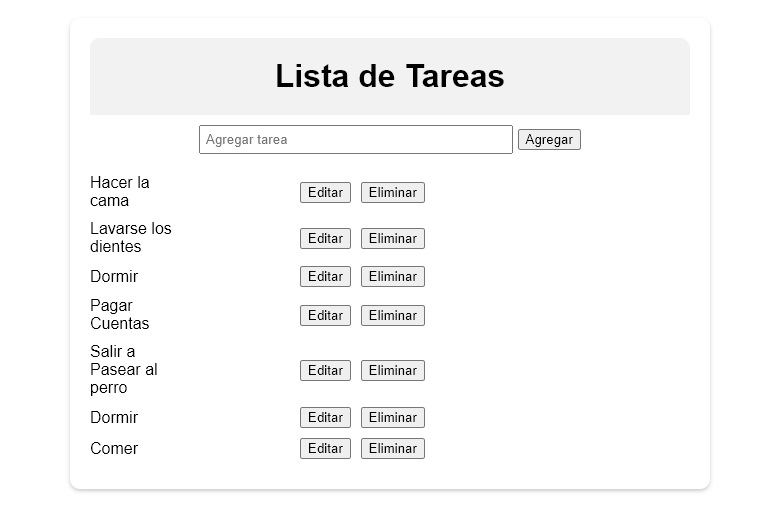 Lista de Tareas
Agregar tarea Agregar
Hacer la
cama Editar Eliminar
Lavarse los
dientes Editar Eliminar
Dormir Editar Eliminar
Pagar
Cuentas Editar Eliminar
Salir a
Pasear al
perro Editar Eliminar
Dormir Editar Eliminar
Comer Editar Eliminar